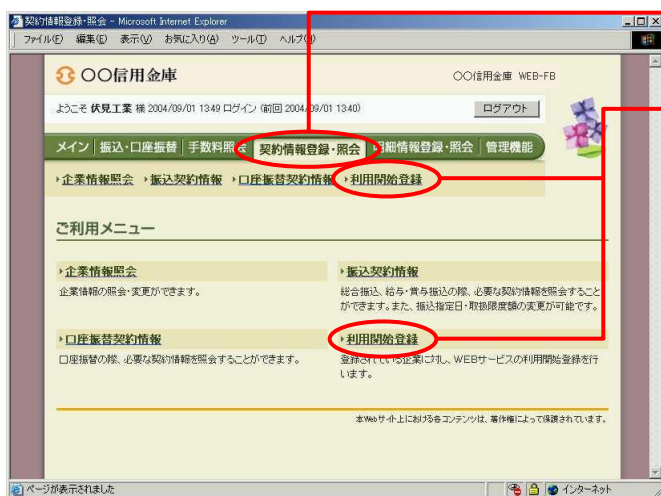 契約情報登録・照会 - Microsoft Internet Explorer
ファイル(F) 編集(E) 表示(V) お気に入り(A) ツール(T) ヘルプ(H)
〇〇信用金庫
〇〇信用金庫 WEB-FB
ようこそ 伏見工業 様 2004/09/01 1349 ログイン (前回 2004/09/01 13:40)
ログアウト
メイン 振込・口座振替 手数料照会 契約情報登録・照会 明細情報登録・照会 管理機能
企業情報照会 振込契約情報 口座振替契約情報 利用開始登録
ご利用メニュー
企業情報照会
企業情報の照会・変更ができます。
振込契約情報
総合振込、給与・賞与振込の際、必要な契約情報を照会すること
ができます。また、振込指定日・取扱限度額の変更が可能です。
口座振替契約情報
口座振替の際、必要な契約情報を照会することができます。
利用開始登録
登録されている企業に対し、WEBサービスの利用開始登録を行
います。
本Webサイト上における各コンテンツは、著作権によって保護されています。
ページが表示されました
インターネット